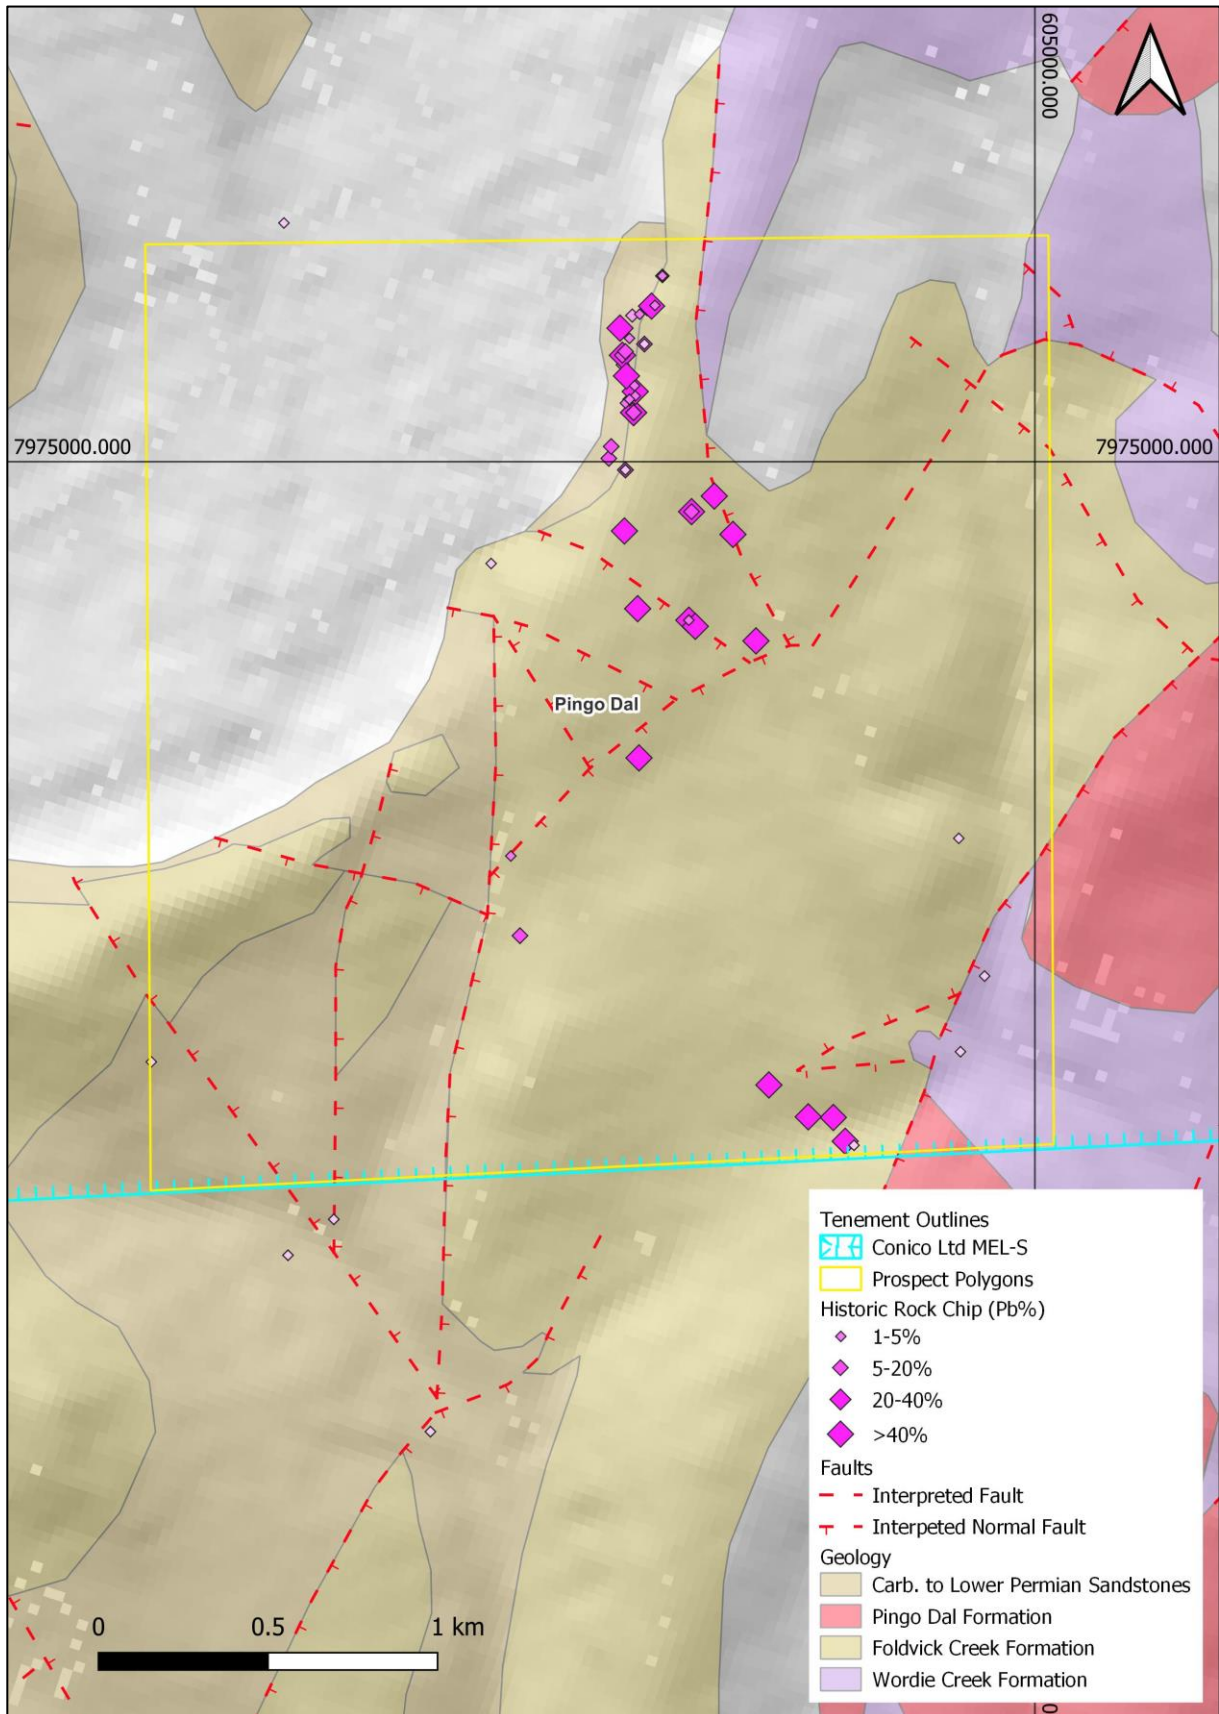 605000.000
7975000.000
7975000.000
Pingo Dal
Tenement Outlines
Conico Ltd MEL-S
Prospect Polygons
Historic Rock Chip (Pb%)
1-5%
5-20%
20-40%
>40%
Faults
Interpreted Fault
Interpeted Normal Fault
Geology
Carb. to Lower Permian Sandstones
Pingo Dal Formation
Foldvick Creek Formation
Wordie Creek Formation
0 0.5 1 km